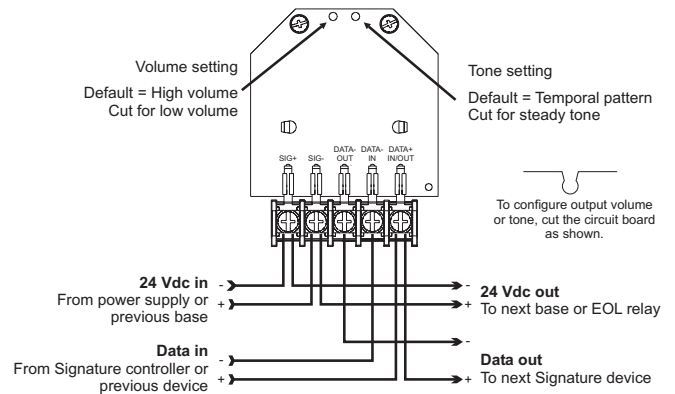 Volume setting
Default = High volume
Cut for low volume
Tone setting
Default = Temporal pattern
Cut for steady tone
SIG+
SIG-
DATA-
OUT
DATA-
IN
DATA+
IN/OUT
To configure output volume
or tone, cut the circuit board
as shown.
24 Vdc in -
From power supply or +
previous base
- 24 Vdc out
+ To next base or EOL relay
Data in -
From Signature controller or +
previous device
-
Data out
+ To next Signature device